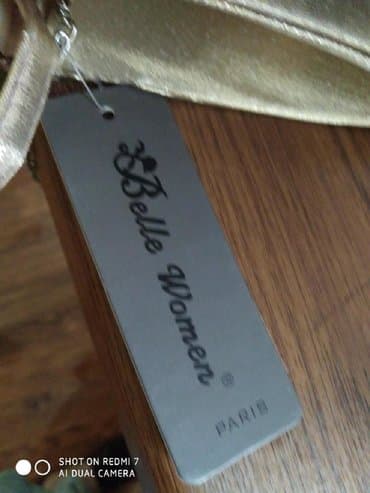 Belle Women ®
PARIS
SHOT ON REDMI 7
AI DUAL CAMERA